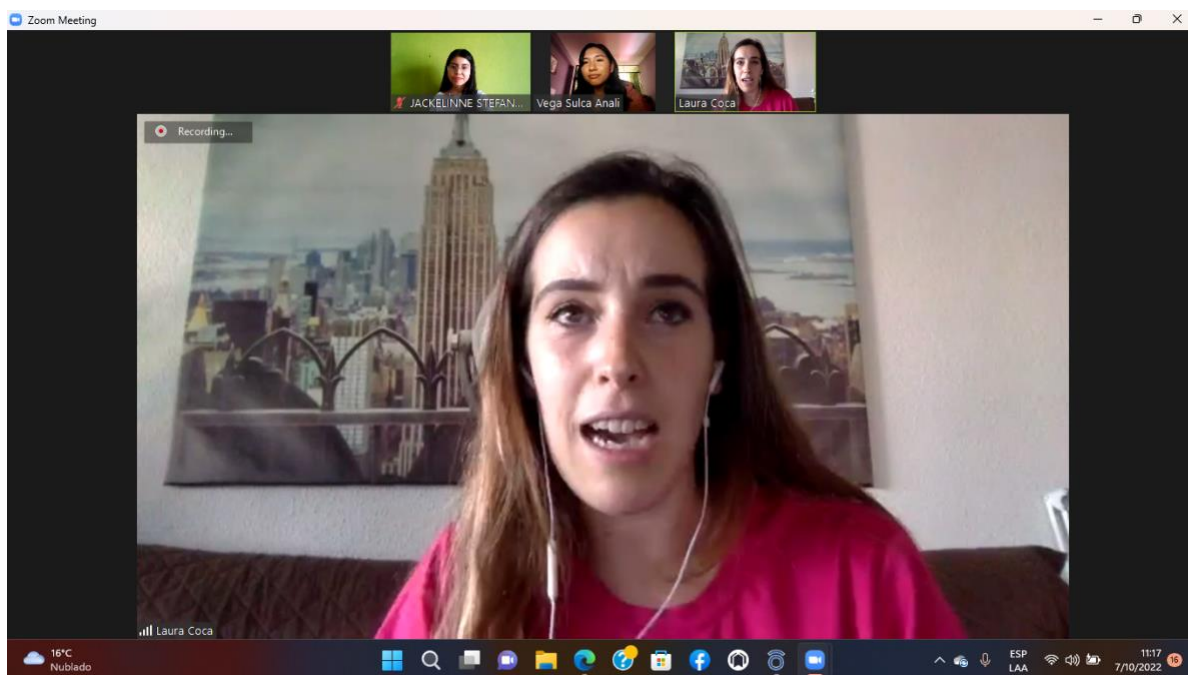 Zoom Meeting
JACKELINNE STEFAN...
Vega Sulca Anali
Laura Coca
Recording...
Laura Coca
16°C
Nublado
ESP
LAA
11:17
7/10/2022
16